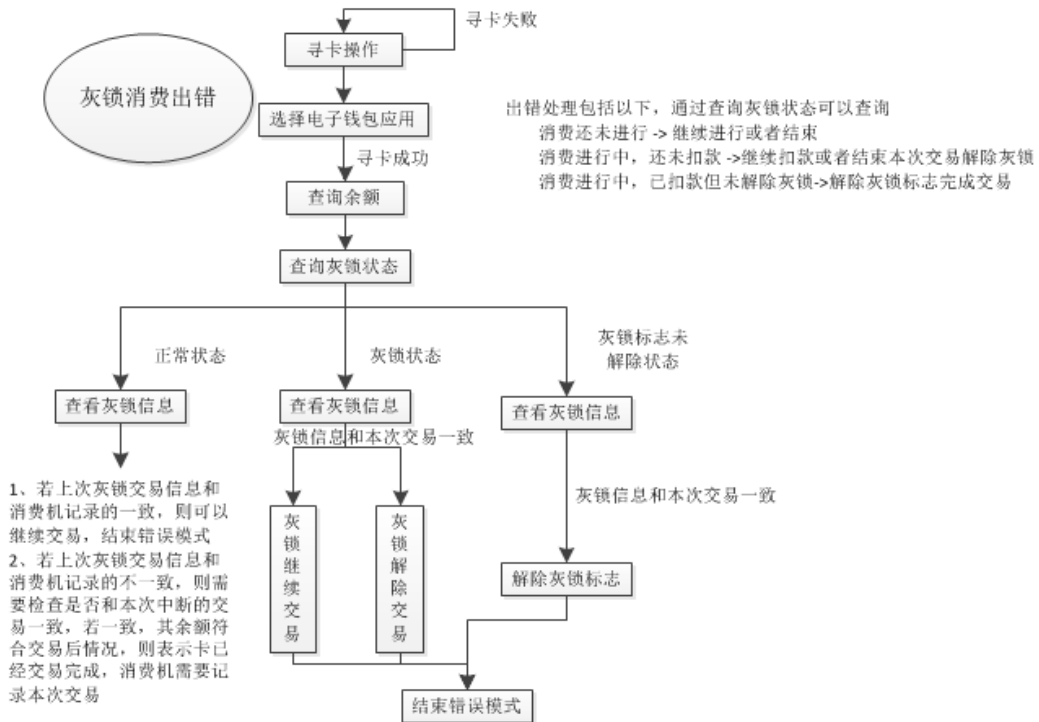 寻卡失败
寻卡操作
灰锁消费出错
选择电子钱包应用
寻卡成功
查询余额
查询灰锁状态
出错处理包括以下，通过查询灰锁状态可以查询
消费还未进行 -> 继续进行或者结束
消费进行中，还未扣款 ->继续扣款或者结束本次交易解除灰锁
消费进行中，已扣款但未解除灰锁->解除灰锁标志完成交易
正常状态
灰锁状态
灰锁标志未
解除状态
查看灰锁信息
查看灰锁信息
查看灰锁信息
灰锁信息和本次交易一致
灰锁信息和本次交易一致
1、若上次灰锁交易信息和
消费机记录的一致，则可以
继续交易，结束错误模式
2、若上次灰锁交易信息和
消费机记录的不一致，则需
要检查是否和本次中断的交
易一致，若一致，其余额符
合交易后情况，则表示卡已
经交易完成，消费机需要记
录本次交易
灰锁继续交易
灰锁解除交易
解除灰锁标志
结束错误模式